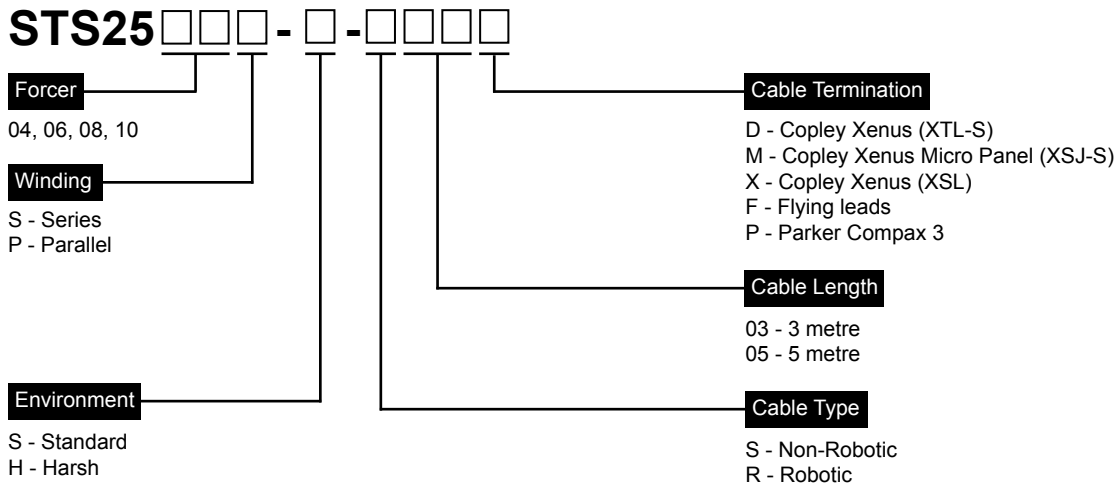 STS25□□□ - □ -□□□□
Forcer
04, 06, 08, 10
Winding
S - Series
P - Parallel
Environment
S - Standard
H - Harsh
Cable Termination
D - Copley Xenus (XTL-S)
M - Copley Xenus Micro Panel (XSJ-S)
X - Copley Xenus (XSL)
F - Flying leads
P - Parker Compax 3
Cable Length
03 - 3 metre
05 - 5 metre
Cable Type
S - Non-Robotic
R - Robotic